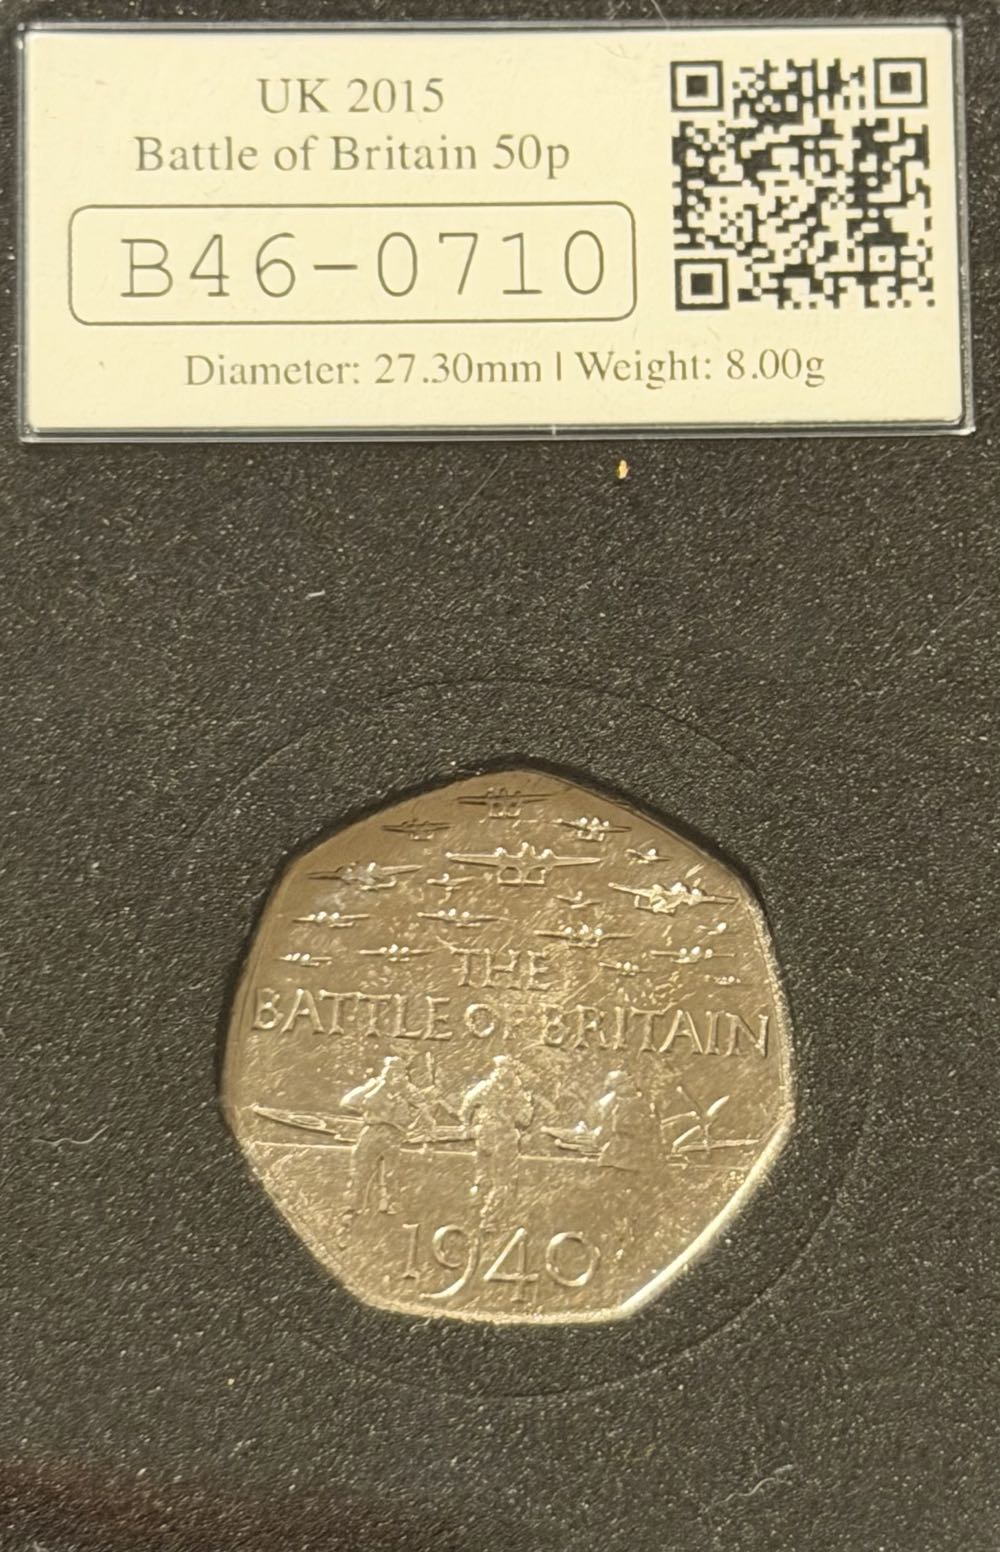 UK 2015
Battle of Britain 50p
B46-0710
Diameter: 27.30mm | Weight: 8.00g
THE
BATTLE OF BRITAIN
1940